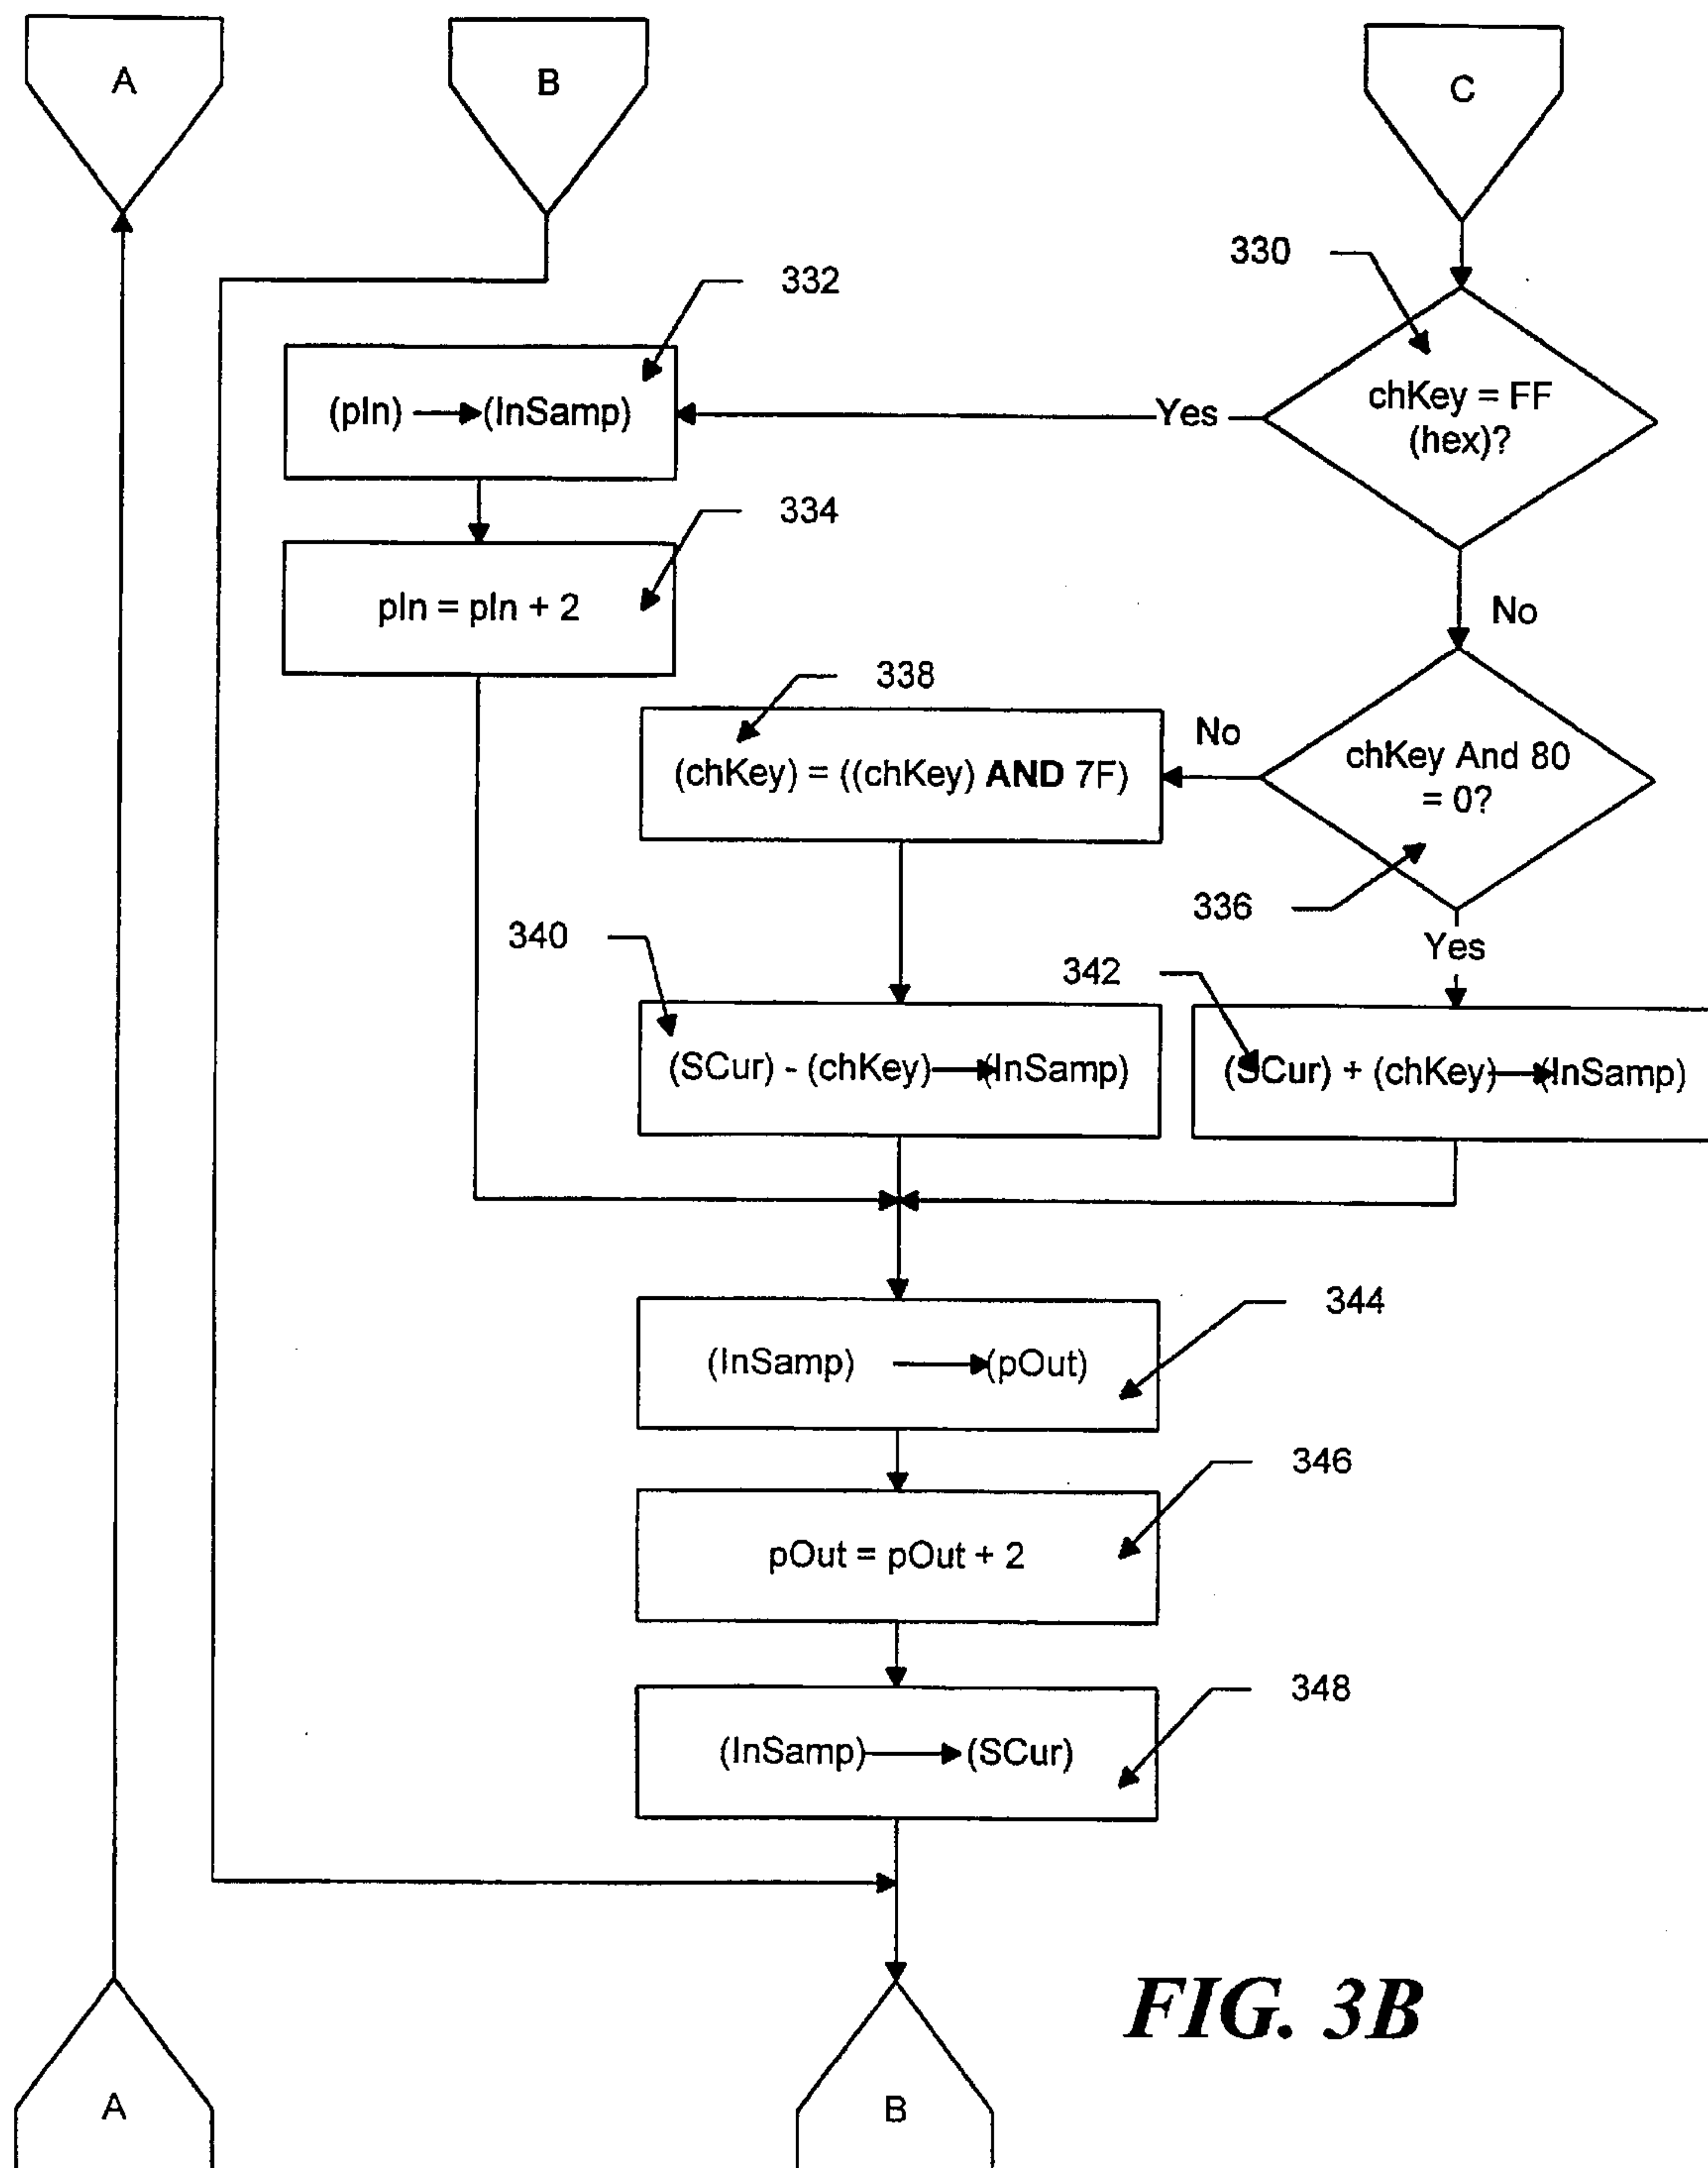 A
B
C
330
332
chKey = FF
(hex)?
Yes
(pIn) → (InSamp)
334
No
pIn = pIn + 2
338
No
(chKey) = ((chKey) AND 7F)
chKey And 80
= 0?
336
Yes
340
342
(SCur) - (chKey) → (InSamp)
(SCur) + (chKey) → (InSamp)
344
(InSamp) → (pOut)
346
pOut = pOut + 2
348
(InSamp) → (SCur)
FIG. 3B
A
B